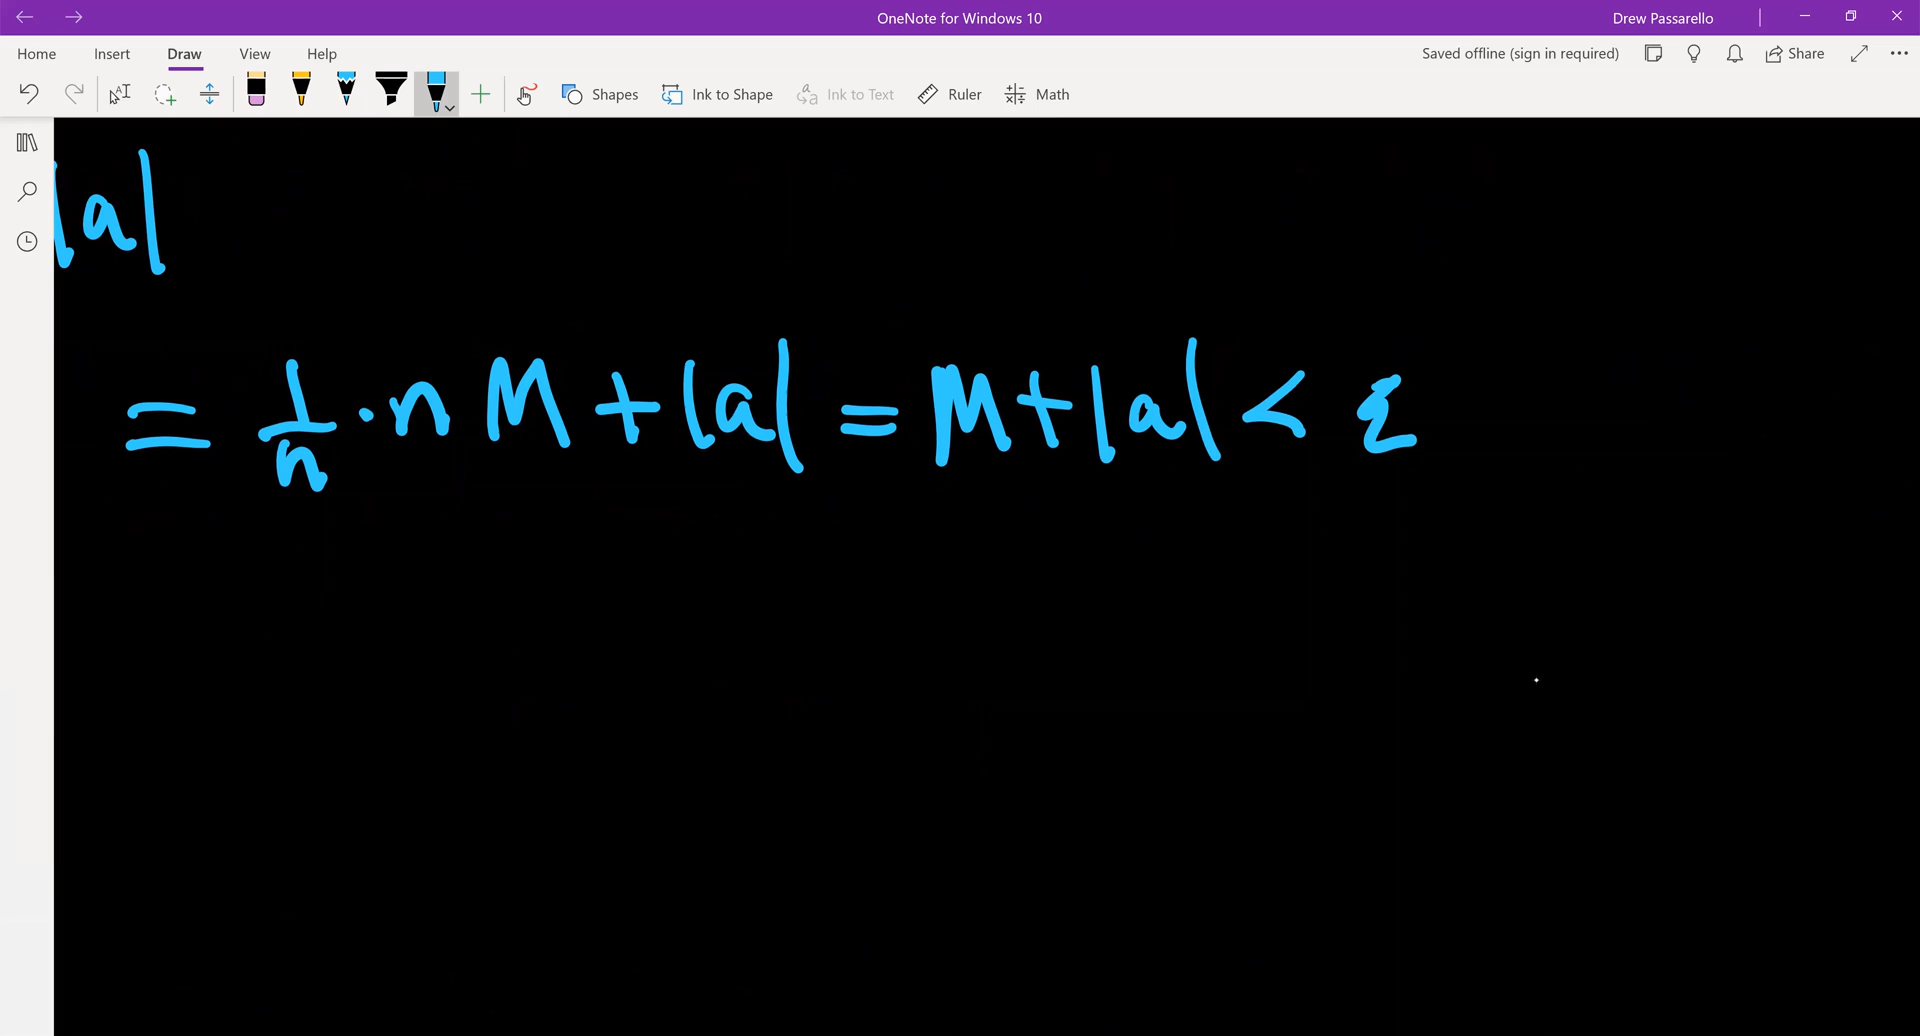 OneNote for Windows 10
Drew Passarello
Home Insert Draw View Help
Saved offline (sign in required) Share
Shapes Ink to Shape Ink to Text Ruler Math
|a|
= 1/n · n M + |a| = M + |a| < ε